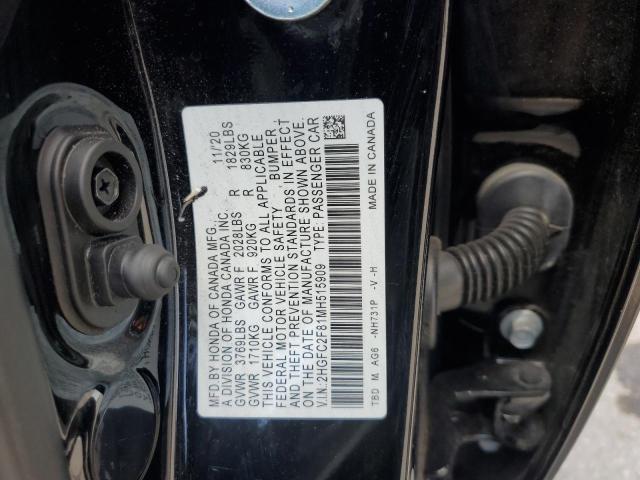 MFD.BY HONDA OF CANADA MFG. 11/20
A DIVISION OF HONDA CANADA INC.
GVWR 3769LBS GAWR F 2028LBS R 1829LBS
GVWR 1710KG GAWR F 920KG R 830KG
THIS VEHICLE CONFORMS TO ALL APPLICABLE
FEDERAL MOTOR VEHICLE SAFETY, BUMPER
AND THEFT PREVENTION STANDARDS IN EFFECT
ON THE DATE OF MANUFACTURE SHOWN ABOVE.
V.I.N.:2HGFC2F81MH515909 TYPE:PASSENGER CAR
TBD M AG6 -NH731P -V-H MADE IN CANADA